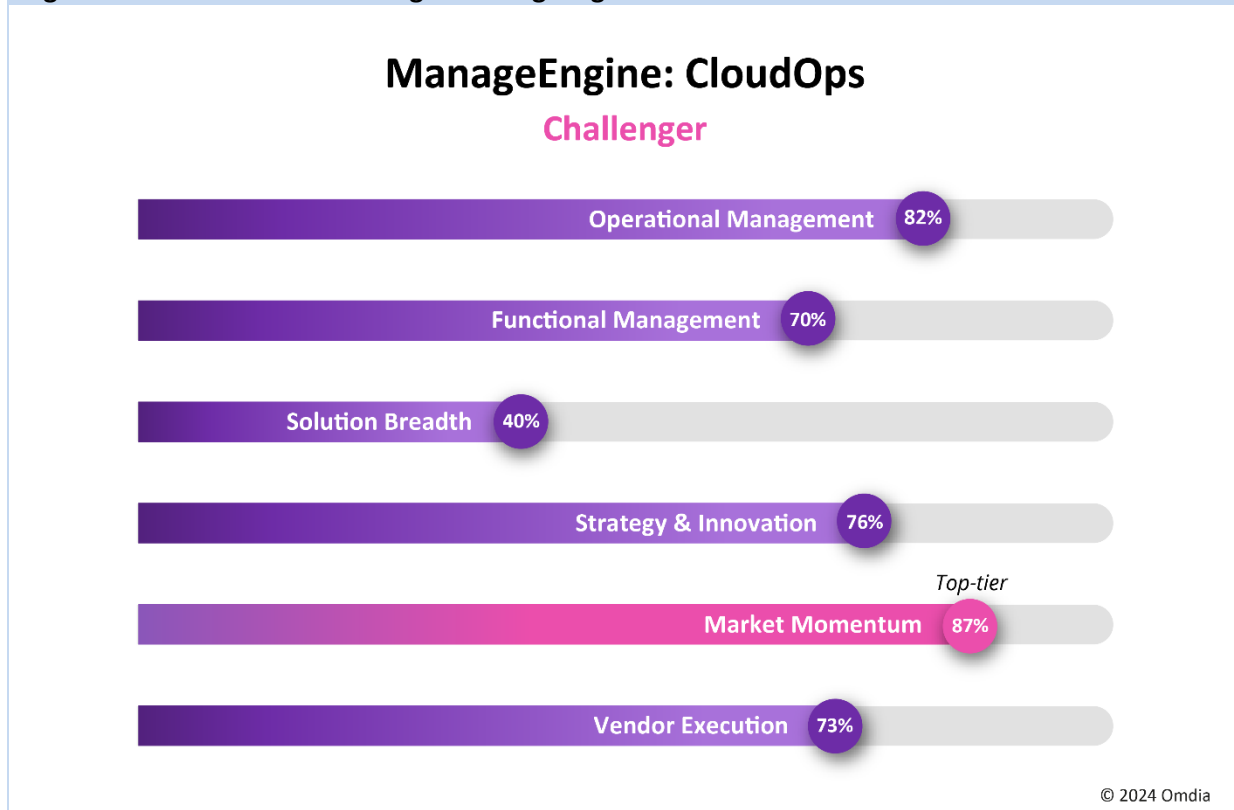 ManageEngine: CloudOps
Challenger
Operational Management 82%
Functional Management 70%
Solution Breadth 40%
Strategy & Innovation 76%
Top-tier
Market Momentum 87%
Vendor Execution 73%
© 2024 Omdia